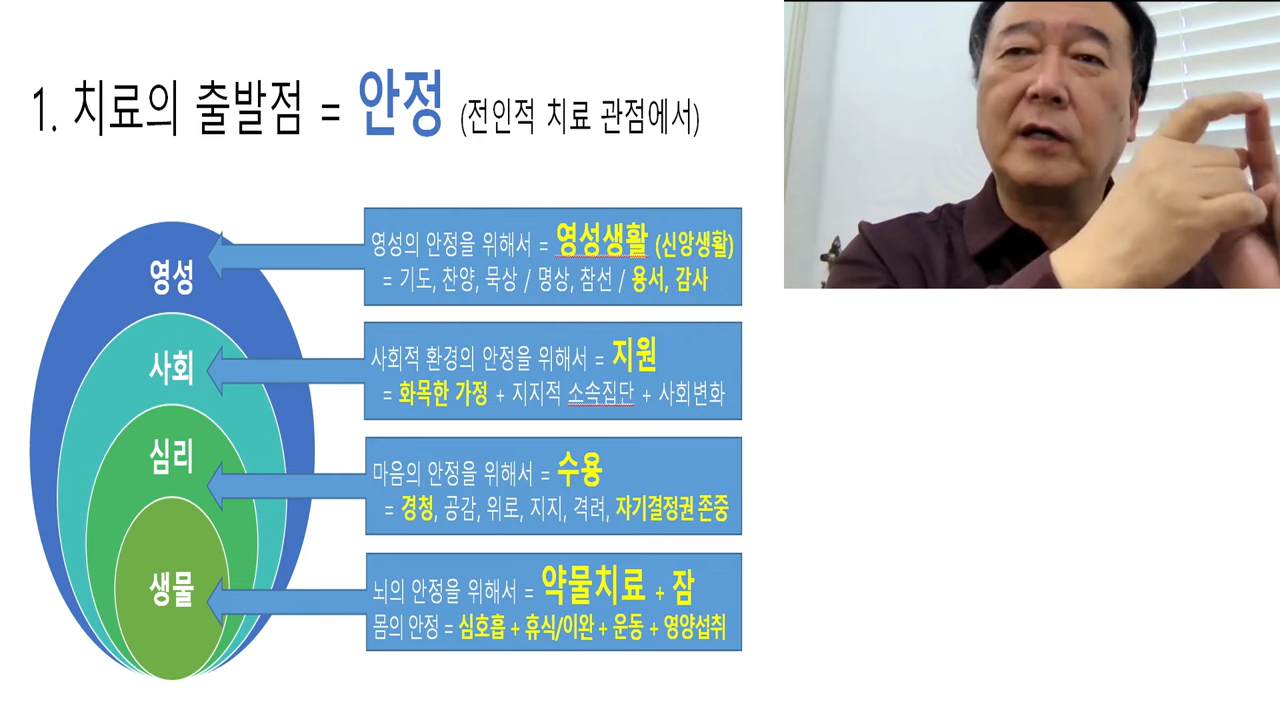 1. 치료의 출발점 = 안정 (전인적 치료 관점에서)
영성
영성의 안정을 위해서 = 영성생활 (신앙생활)
= 기도, 찬양, 묵상 / 명상, 참선 / 용서, 감사
사회
사회적 환경의 안정을 위해서 = 지원
= 화목한 가정 + 지지적 소속집단 + 사회변화
심리
마음의 안정을 위해서 = 수용
= 경청, 공감, 위로, 지지, 격려, 자기결정권 존중
생물
뇌의 안정을 위해서 = 약물치료 + 잠
몸의 안정 = 심호흡 + 휴식/이완 + 운동 + 영양섭취